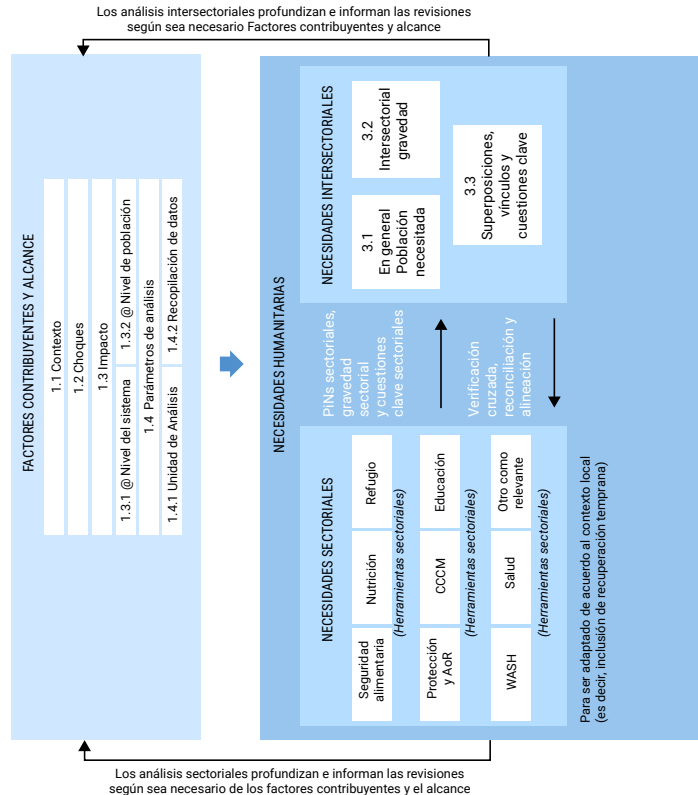 Los análisis intersectoriales profundizan e informan las revisiones
según sea necesario Factores contribuyentes y alcance
FACTORES CONTRIBUYENTES Y ALCANCE
1.1 Contexto
1.2 Choques
1.3 Impacto
1.3.1 @ Nivel del sistema
1.3.2 @ Nivel de población
1.4 Parámetros de análisis
1.4.1 Unidad de Análisis
1.4.2 Recopilación de datos
NECESIDADES HUMANITARIAS
NECESIDADES SECTORIALES
Seguridad
alimentaria
Nutrición
Refugio
(Herramientas sectoriales)
Protección
y AoR
CCCM
Educación
(Herramientas sectoriales)
WASH
Salud
Otro como
relevante
(Herramientas sectoriales)
Para ser adaptado de acuerdo al contexto local
(es decir, inclusión de recuperación temprana)
PiNs sectoriales,
gravedad
sectorial
y cuestiones
clave sectoriales
Verificación
cruzada,
reconciliación y
alineación
NECESIDADES INTERSECTORIALES
3.1
En general
Población
necesitada
3.2
Intersectorial
gravedad
3.3
Superposiciones,
vínculos y
cuestiones clave
Los análisis sectoriales profundizan e informan las revisiones
según sea necesario de los factores contribuyentes y el alcance